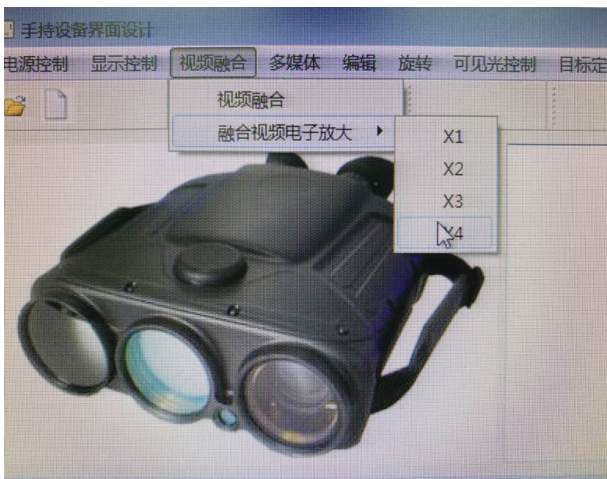 手持设备界面设计
电源控制 显示控制 视频融合 多媒体 编辑 旋转 可见光控制 目标定
视频融合
融合视频电子放大
X1
X2
X3
X4